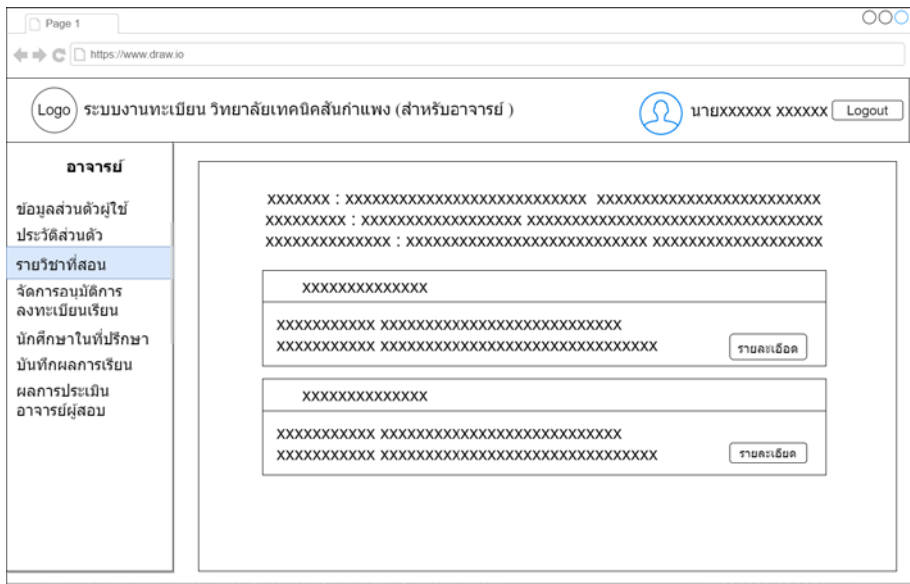 Page 1
https://www.draw.io
Logo ระบบงานทะเบียน วิทยาลัยเทคนิคสันกำแพง (สำหรับอาจารย์ )
นายxxxxxx xxxxxx Logout
อาจารย์
ข้อมูลส่วนตัวผู้ใช้
ประวัติส่วนตัว
รายวิชาที่สอน
จัดการอนุมัติการ
ลงทะเบียนเรียน
นักศึกษาในที่ปรึกษา
บันทึกผลการเรียน
ผลการประเมิน
อาจารย์ผู้สอบ
xxxxxxx : xxxxxxxxxxxxxxxxxxxxxxxxxxx xxxxxxxxxxxxxxxxxxxxxxxxx
xxxxxxxxx : xxxxxxxxxxxxxxxxxx xxxxxxxxxxxxxxxxxxxxxxxxxxxxxxxxx
xxxxxxxxxxxxxx : xxxxxxxxxxxxxxxxxxxxxxxxxxx xxxxxxxxxxxxxxxxxxx
xxxxxxxxxxxxxx
xxxxxxxxxxx xxxxxxxxxxxxxxxxxxxxxxxxxxx
xxxxxxxxxxx xxxxxxxxxxxxxxxxxxxxxxxxxxxxxxx
รายละเอียด
xxxxxxxxxxxxxx
xxxxxxxxxxx xxxxxxxxxxxxxxxxxxxxxxxxxxx
xxxxxxxxxxx xxxxxxxxxxxxxxxxxxxxxxxxxxxxxxx
รายละเอียด